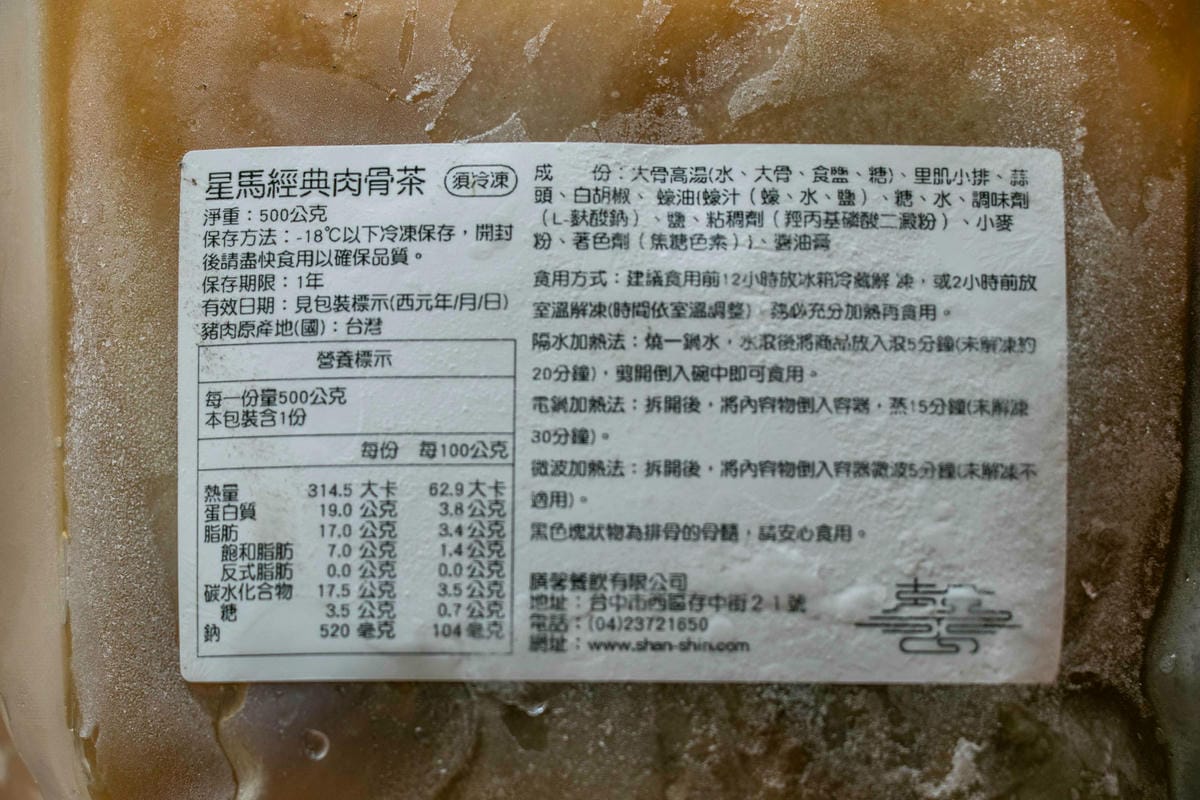 星馬經典肉骨茶 須冷凍
淨重：500公克
保存方法：-18℃以下冷凍保存，開封
後請盡快食用以確保品質。
保存期限：1年
有效日期：見包裝標示(西元年/月/日)
豬肉原產地(國)：台灣
營養標示
每一份量500公克
本包裝含1份
每份 每100公克
熱量 314.5 大卡 62.9 大卡
蛋白質 19.0 公克 3.8 公克
脂肪 17.0 公克 3.4 公克
飽和脂肪 7.0 公克 1.4 公克
反式脂肪 0.0 公克 0.0 公克
碳水化合物 17.5 公克 3.5 公克
糖 3.5 公克 0.7 公克
鈉 520 毫克 104 毫克
成 份：大骨高湯(水、大骨、食鹽、糖)、里肌小排、蒜
頭、白胡椒、蠔油{蠔汁（蠔、水、鹽）、糖、水、調味劑
（L-麩酸鈉）、鹽、粘稠劑（羥丙基磷酸二澱粉）、小麥
粉、著色劑（焦糖色素）}、醬油膏
食用方式：建議食用前12小時放冰箱冷藏解 凍，或2小時前放
室溫解凍(時間依室溫調整)，務必充分加熱再食用。
隔水加熱法：燒一鍋水，水滾後將商品放入滾5分鐘(未解凍約
20分鐘)，剪開倒入碗中即可食用。
電鍋加熱法：拆開後，將內容物倒入容器，蒸15分鐘(未解凍
30分鐘)。
微波加熱法：拆開後，將內容物倒入容器微波5分鐘(未解凍不
適用)。
黑色塊狀物為排骨的骨髓，請安心食用。
饍馨餐飲有限公司
地址：台中市西區存中街21號
電話：(04)23721650
網址：www.shan-shin.com